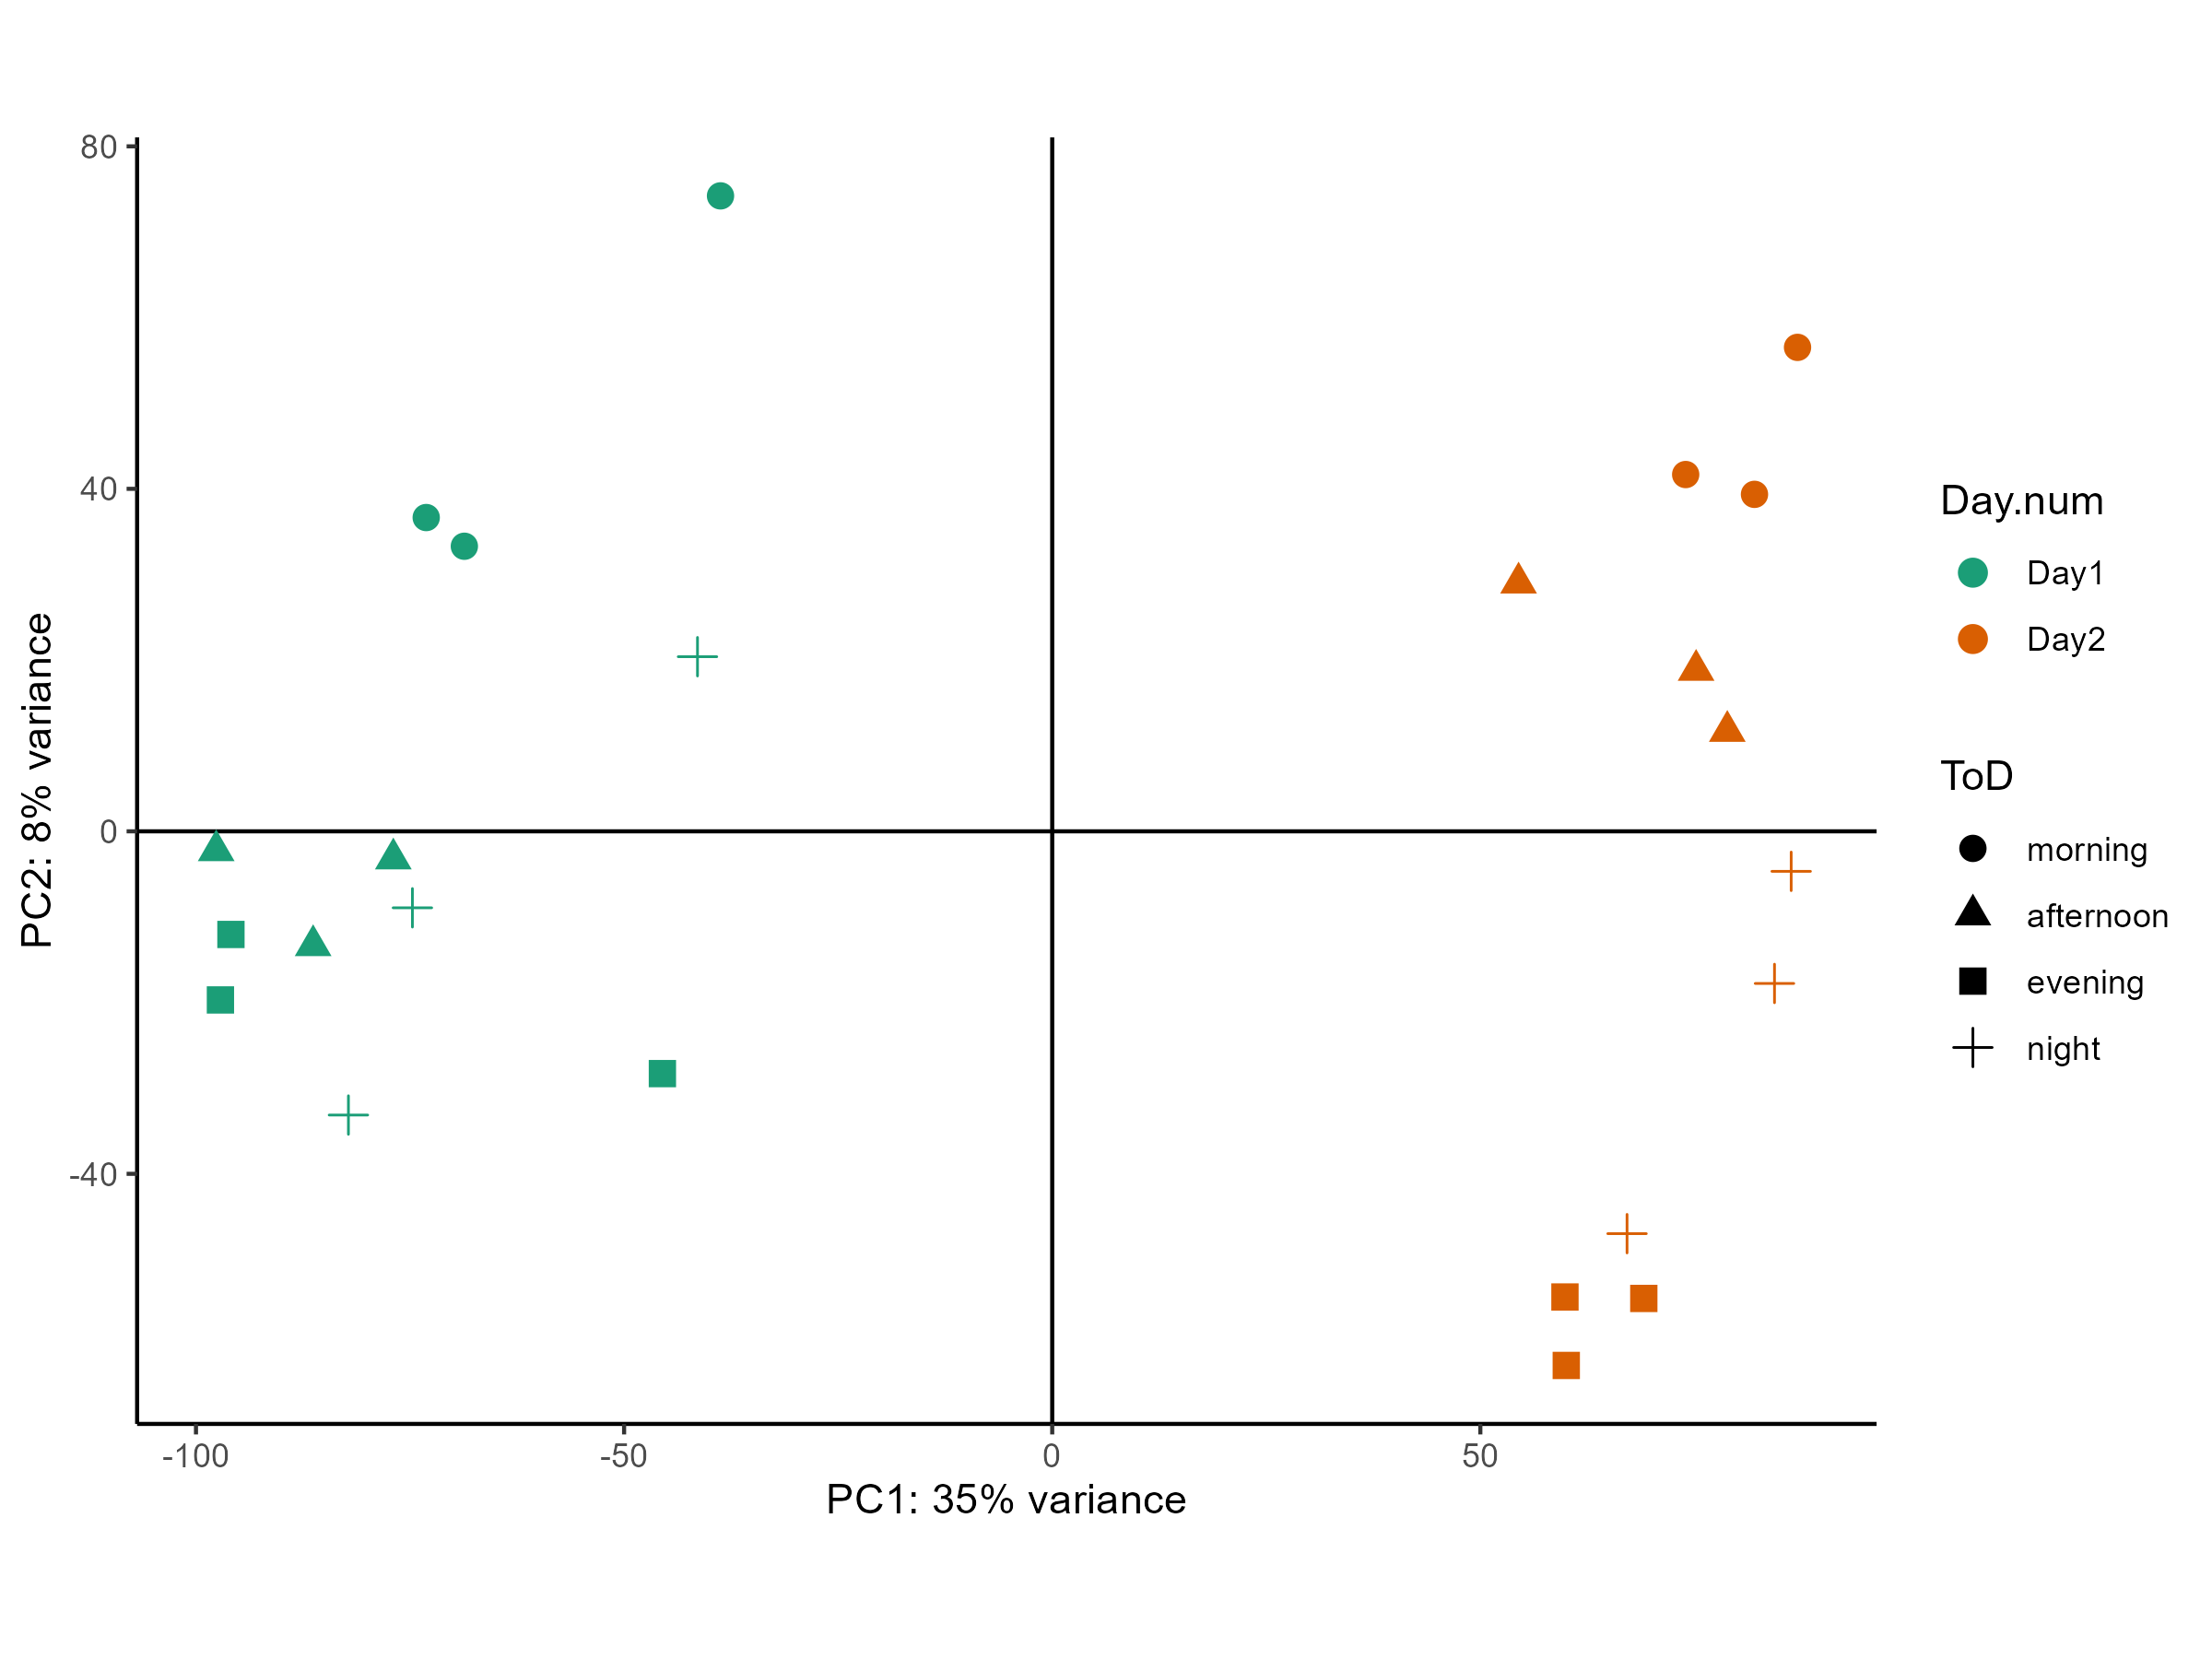 80
40
0
-40
PC2: 8% variance
-100
-50
0
50
PC1: 35% variance
Day.num
Day1
Day2
ToD
morning
afternoon
evening
night